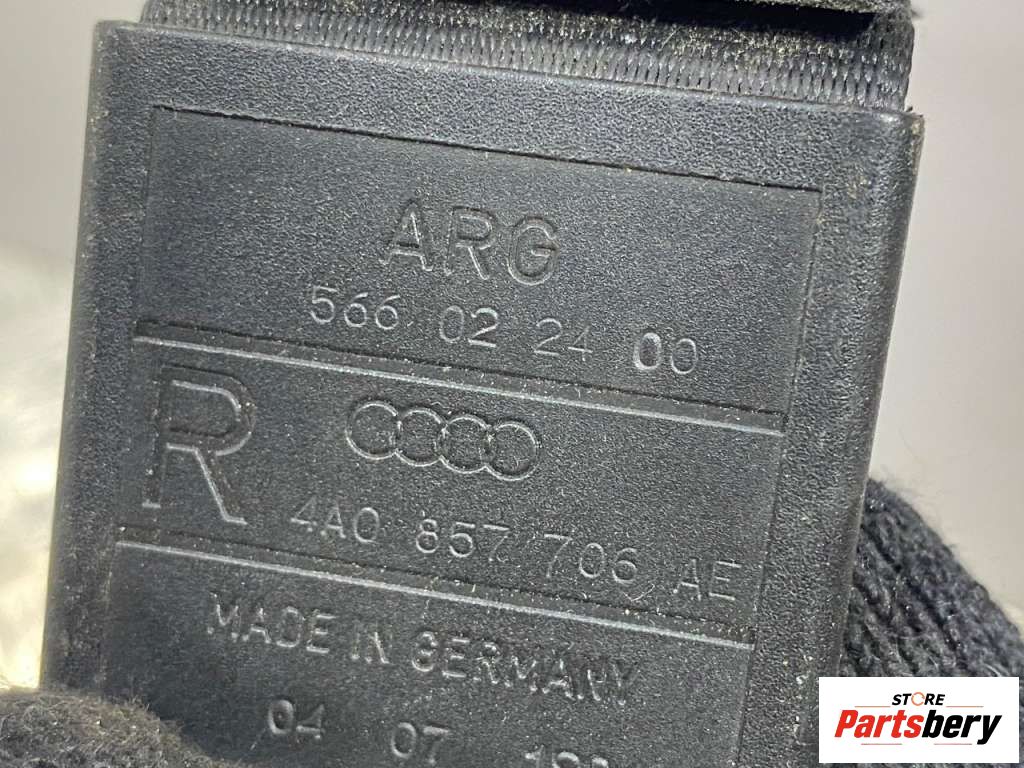 ARG
566 02 24 00
R
4A0 857 706 AE
MADE IN GERMANY
04 07
STORE
Partsbery